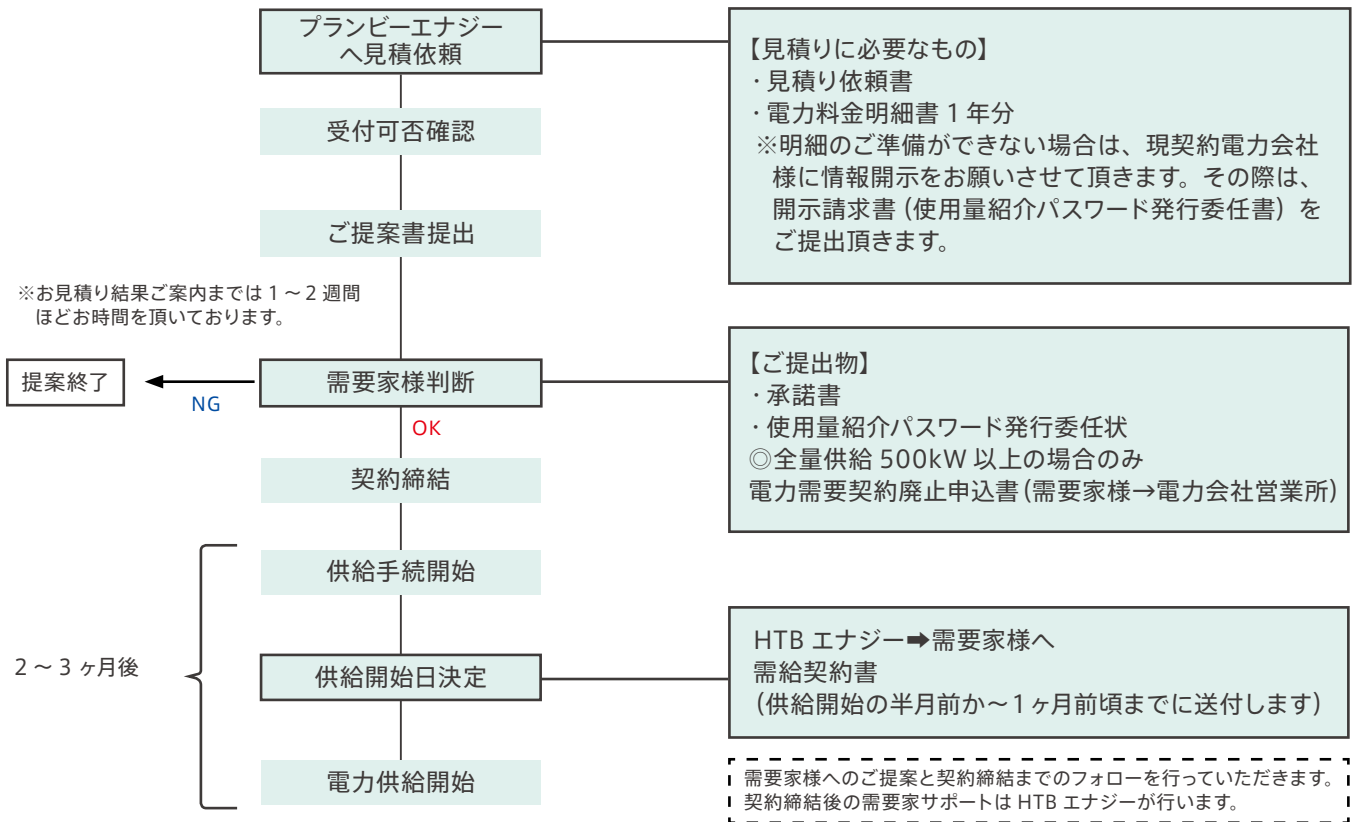 プランビーエナジー
へ見積依頼
【見積りに必要なもの】
・見積り依頼書
・電力料金明細書 1 年分
※明細のご準備ができない場合は、現契約電力会社
様に情報開示をお願いさせて頂きます。その際は、
開示請求書 (使用量紹介パスワード発行委任書) を
ご提出頂きます。
受付可否確認
ご提案書提出
※お見積り結果ご案内までは 1 ～ 2 週間
ほどお時間を頂いております。
提案終了
NG
需要家様判断
OK
【ご提出物】
・承諾書
・使用量紹介パスワード発行委任状
◎全量供給 500kW 以上の場合のみ
電力需要契約廃止申込書 (需要家様→電力会社営業所)
契約締結
供給手続開始
2 ～ 3 ヶ月後
供給開始日決定
HTB エナジー➡需要家様へ
需給契約書
(供給開始の半月前か～1ヶ月前頃までに送付します)
電力供給開始
需要家様へのご提案と契約締結までのフォローを行っていただきます。
契約締結後の需要家サポートは HTB エナジーが行います。